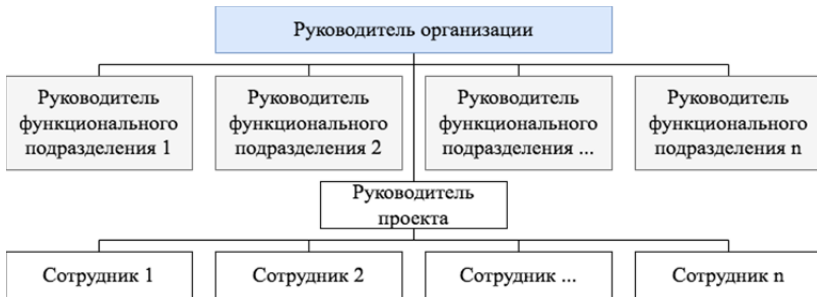 Руководитель организации
Руководитель
функционального
подразделения 1
Руководитель
функционального
подразделения 2
Руководитель
функционального
подразделения ...
Руководитель
функционального
подразделения n
Руководитель
проекта
Сотрудник 1
Сотрудник 2
Сотрудник ...
Сотрудник n